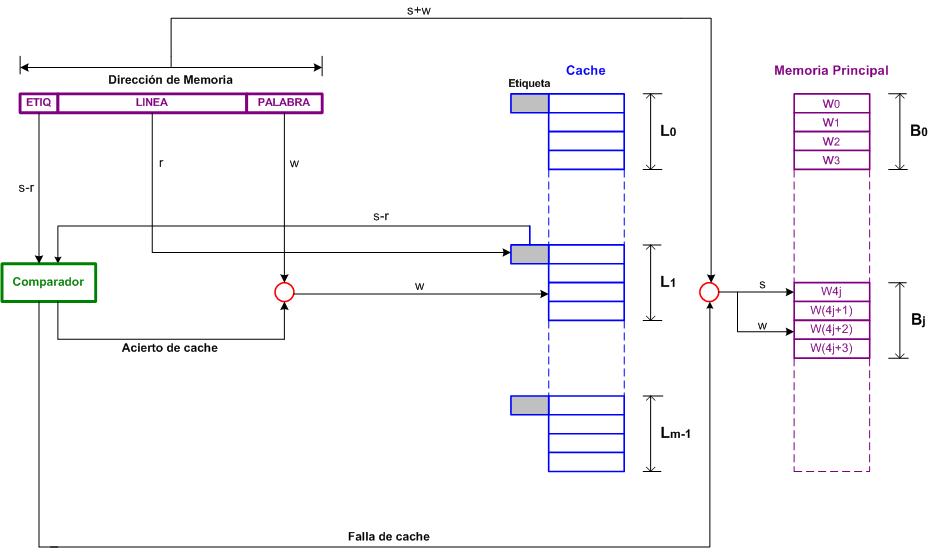 s+w
Dirección de Memoria
Cache
Memoria Principal
Etiqueta
ETIQ LINEA PALABRA
W0
W1
W2
W3
L0
B0
s-r
r
w
s-r
Comparador
w
L1
s
w
W4j
W(4j+1)
W(4j+2)
W(4j+3)
Bj
Acierto de cache
Lm-1
Falla de cache